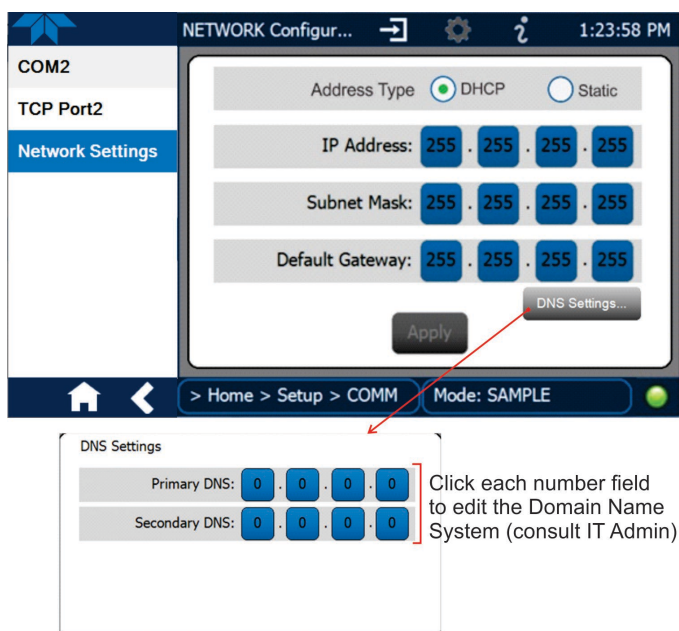 NETWORK Configur... 1:23:58 PM
COM2
TCP Port2
Network Settings
Address Type DHCP Static
IP Address: 255 . 255 . 255 . 255
Subnet Mask: 255 . 255 . 255 . 255
Default Gateway: 255 . 255 . 255 . 255
DNS Settings...
Apply
> Home > Setup > COMM Mode: SAMPLE
DNS Settings
Primary DNS: 0 . 0 . 0 . 0
Secondary DNS: 0 . 0 . 0 . 0
Click each number field
to edit the Domain Name
System (consult IT Admin)